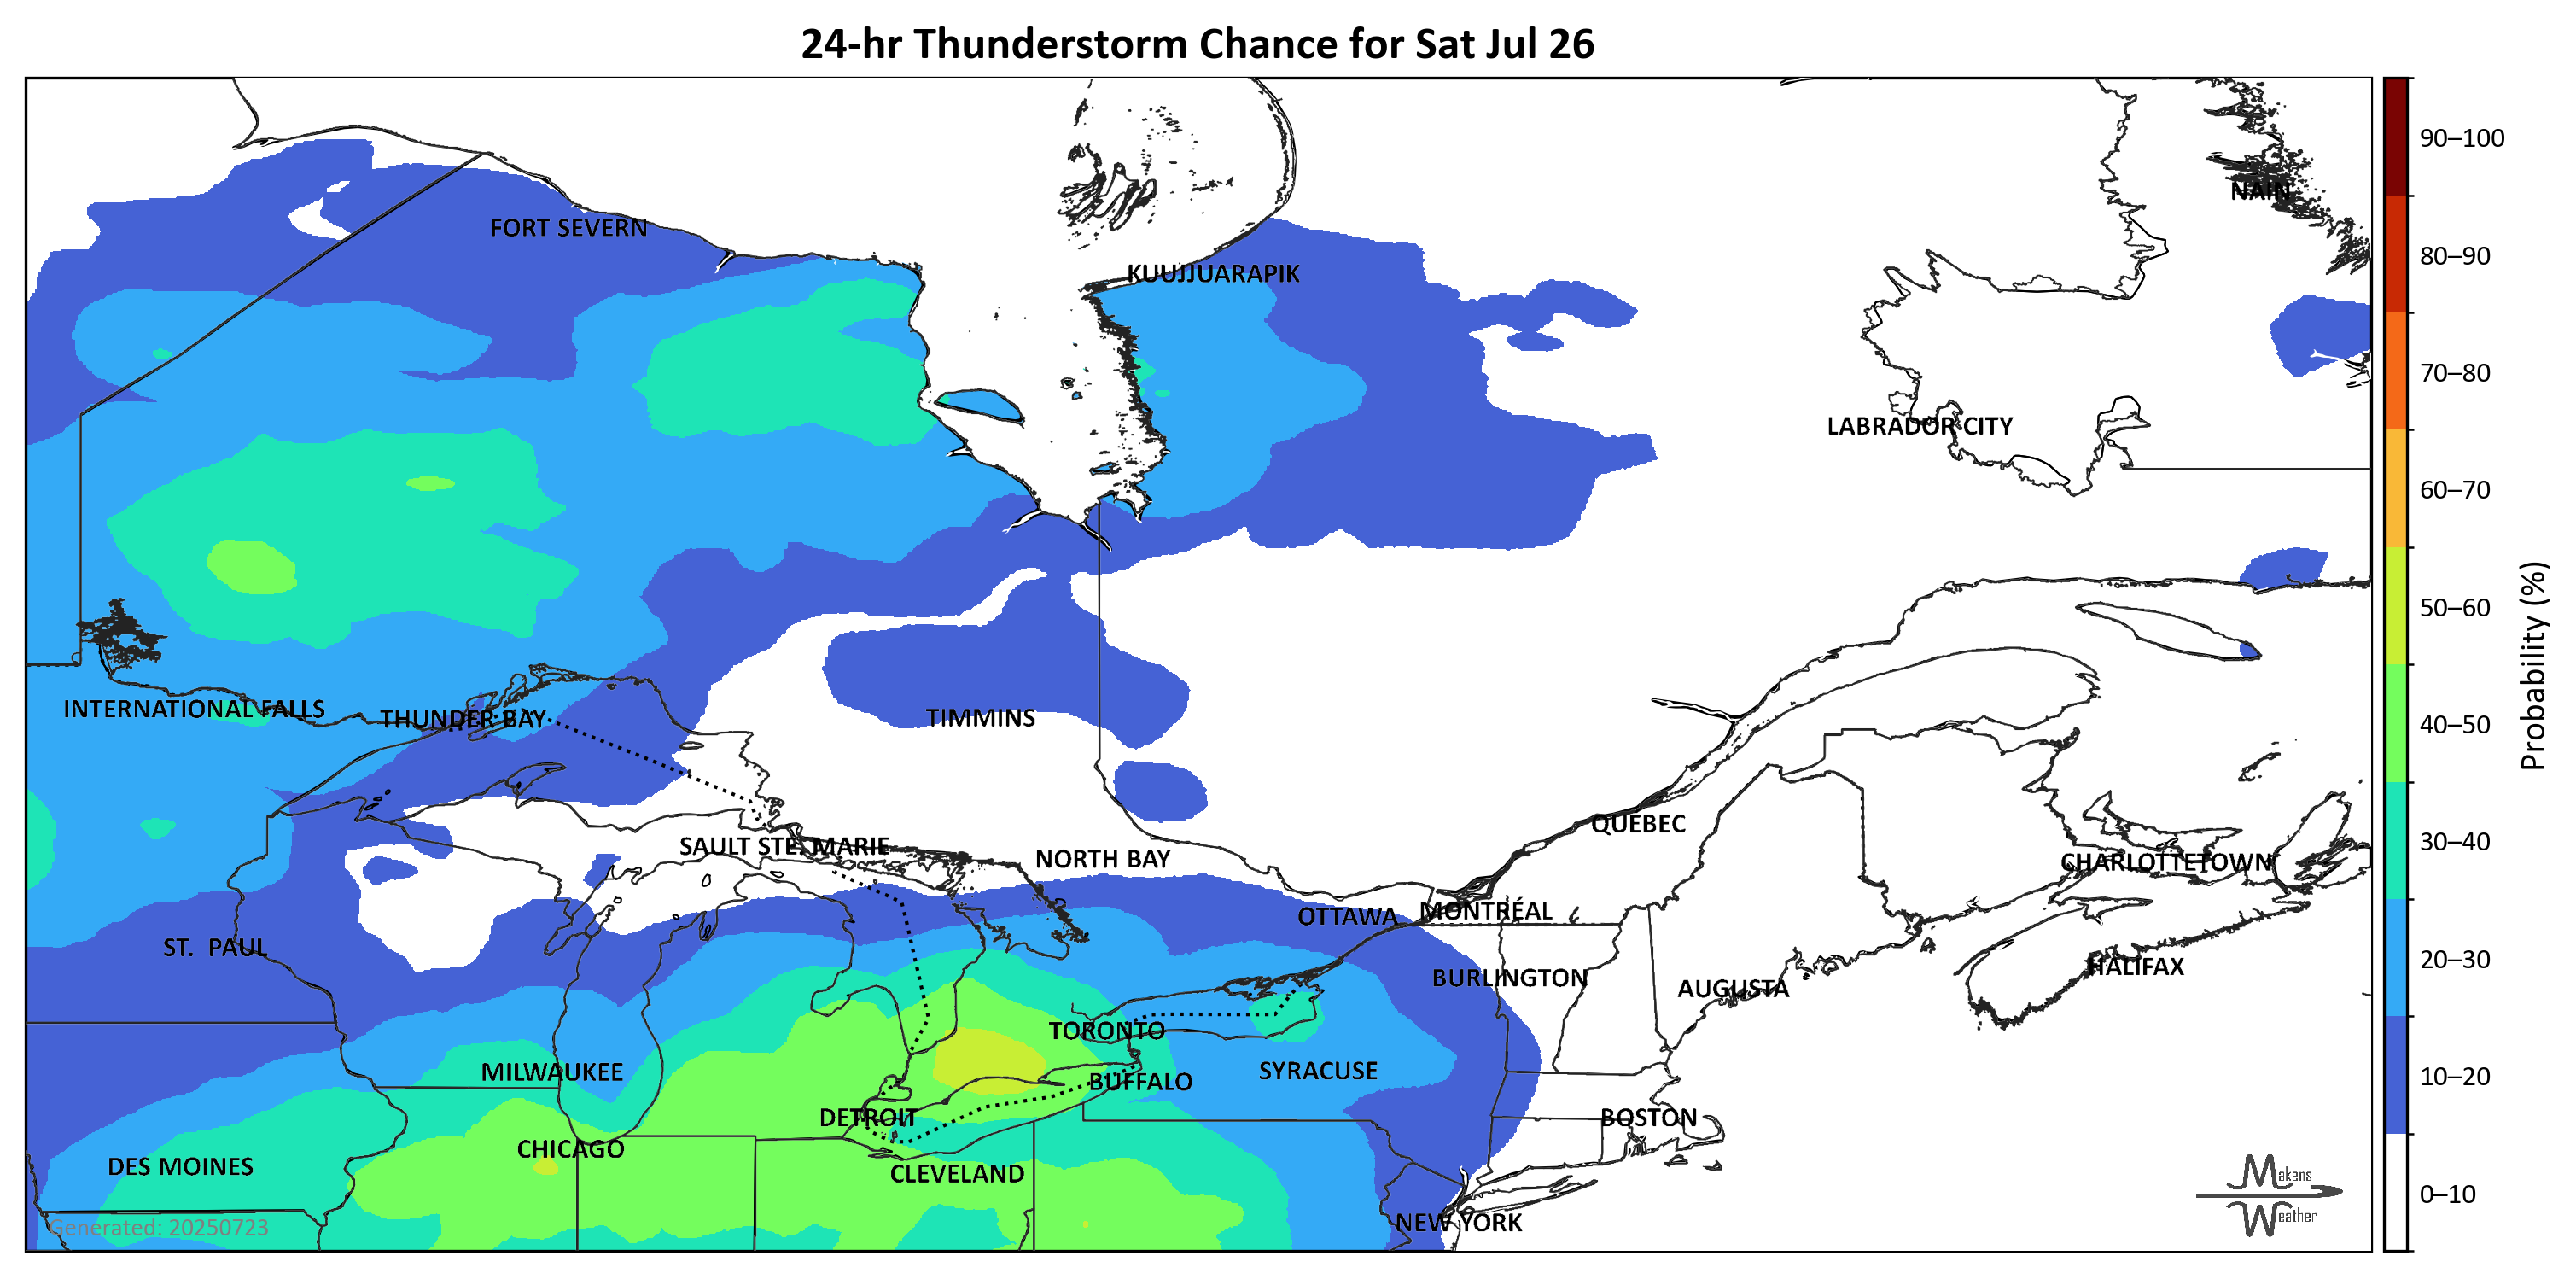 24-hr Thunderstorm Chance for Sat Jul 26
90–100
NAIN
FORT SEVERN
80–90
KUUJJUARAPIK
70–80
LABRADOR CITY
60–70
50–60
Probability (%)
INTERNATIONAL FALLS
THUNDER BAY
TIMMINS
40–50
QUEBEC
SAULT STE. MARIE
NORTH BAY
CHARLOTTETOWN
30–40
OTTAWA
MONTRÉAL
ST. PAUL
BURLINGTON
AUGUSTA
HALIFAX
20–30
TORONTO
MILWAUKEE
BUFFALO
SYRACUSE
10–20
DETROIT
BOSTON
CHICAGO
DES MOINES
CLEVELAND
Makens
Weather
0–10
Generated: 20250723
NEW YORK